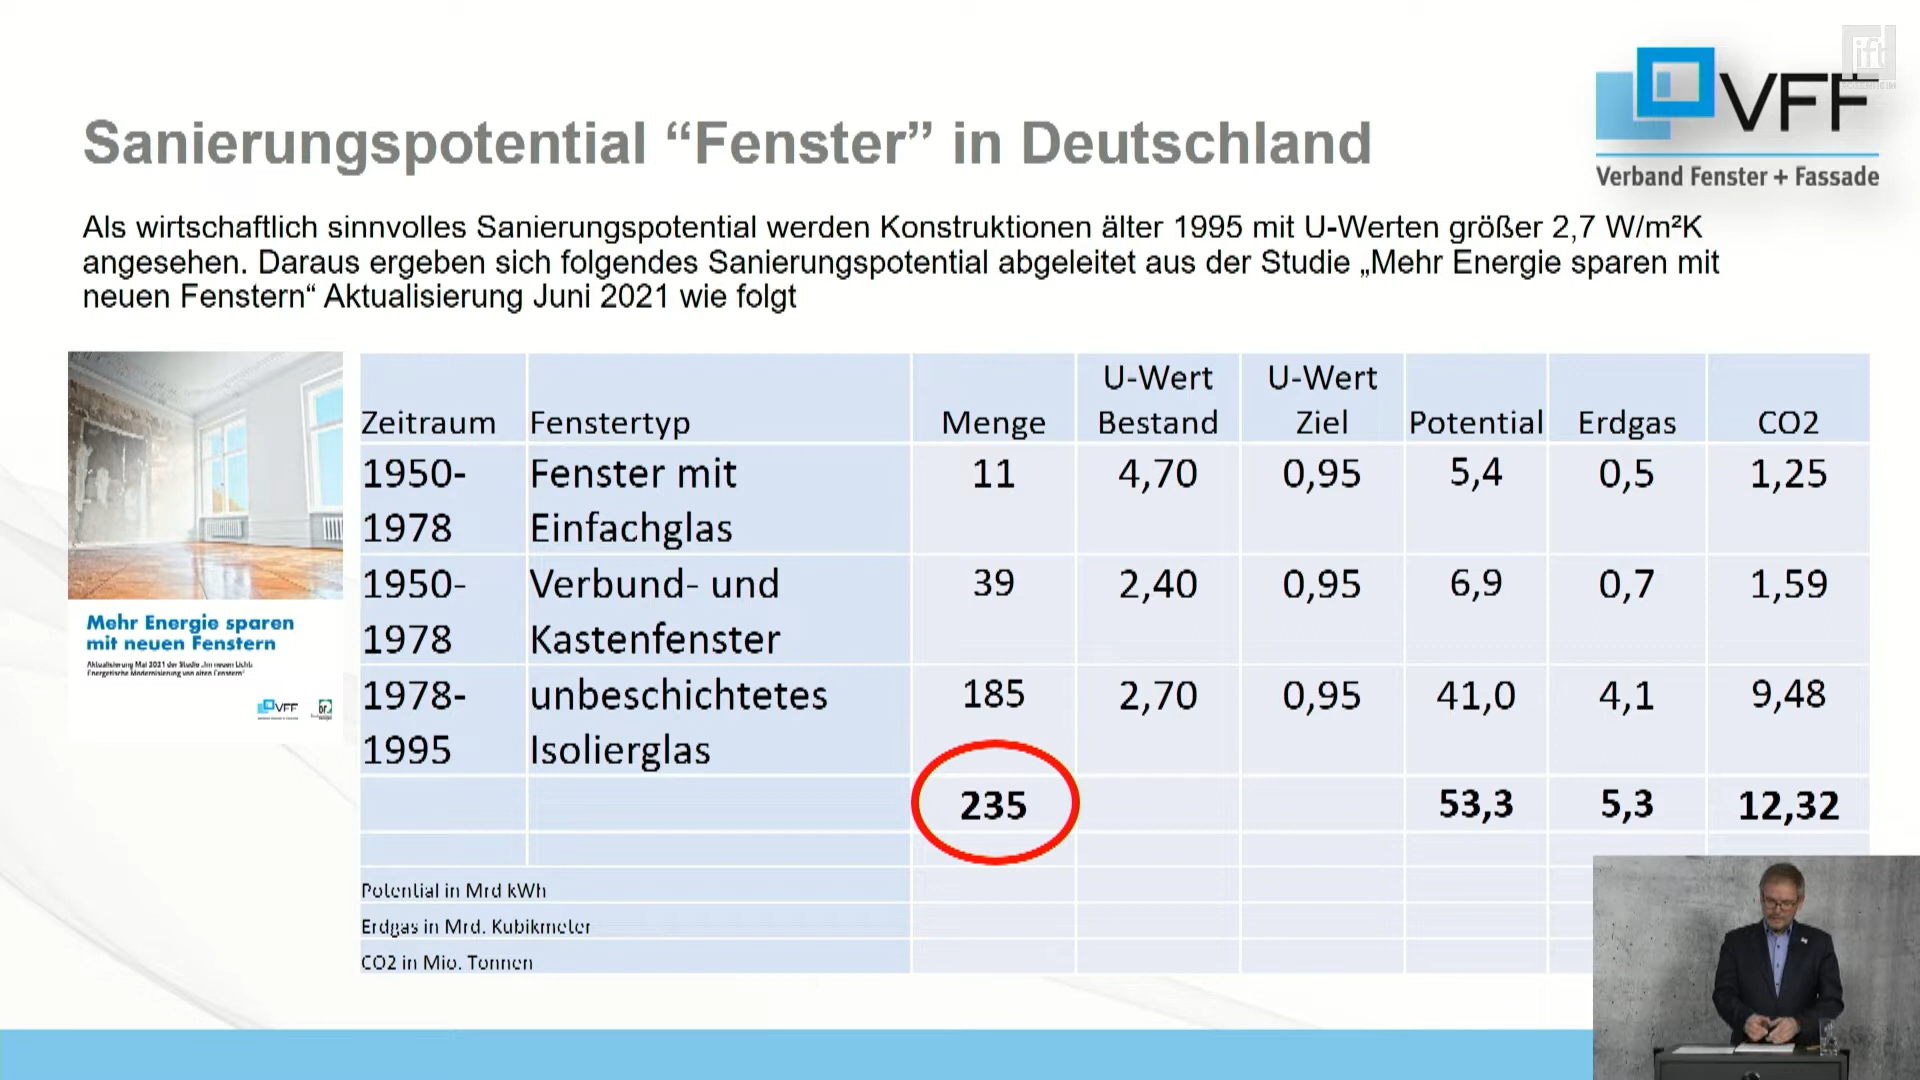 ift
VFF
Verband Fenster + Fassade
Sanierungspotential “Fenster” in Deutschland
Als wirtschaftlich sinnvolles Sanierungspotential werden Konstruktionen älter 1995 mit U-Werten größer 2,7 W/m²K
angesehen. Daraus ergeben sich folgendes Sanierungspotential abgeleitet aus der Studie „Mehr Energie sparen mit
neuen Fenstern“ Aktualisierung Juni 2021 wie folgt
Mehr Energie sparen
mit neuen Fenstern
Aktualisierung Mai 2021 der Studie „Im neuen Licht:
Energetische Modernisierung von alten Fenstern“
VFF
Zeitraum Fenstertyp Menge U-Wert Bestand U-Wert Ziel Potential Erdgas CO2
1950- Fenster mit 11 4,70 0,95 5,4 0,5 1,25
1978 Einfachglas
1950- Verbund- und 39 2,40 0,95 6,9 0,7 1,59
1978 Kastenfenster
1978- unbeschichtetes 185 2,70 0,95 41,0 4,1 9,48
1995 Isolierglas
235 53,3 5,3 12,32
Potential in Mrd kWh
Erdgas in Mrd. Kubikmeter
CO2 in Mio. Tonnen